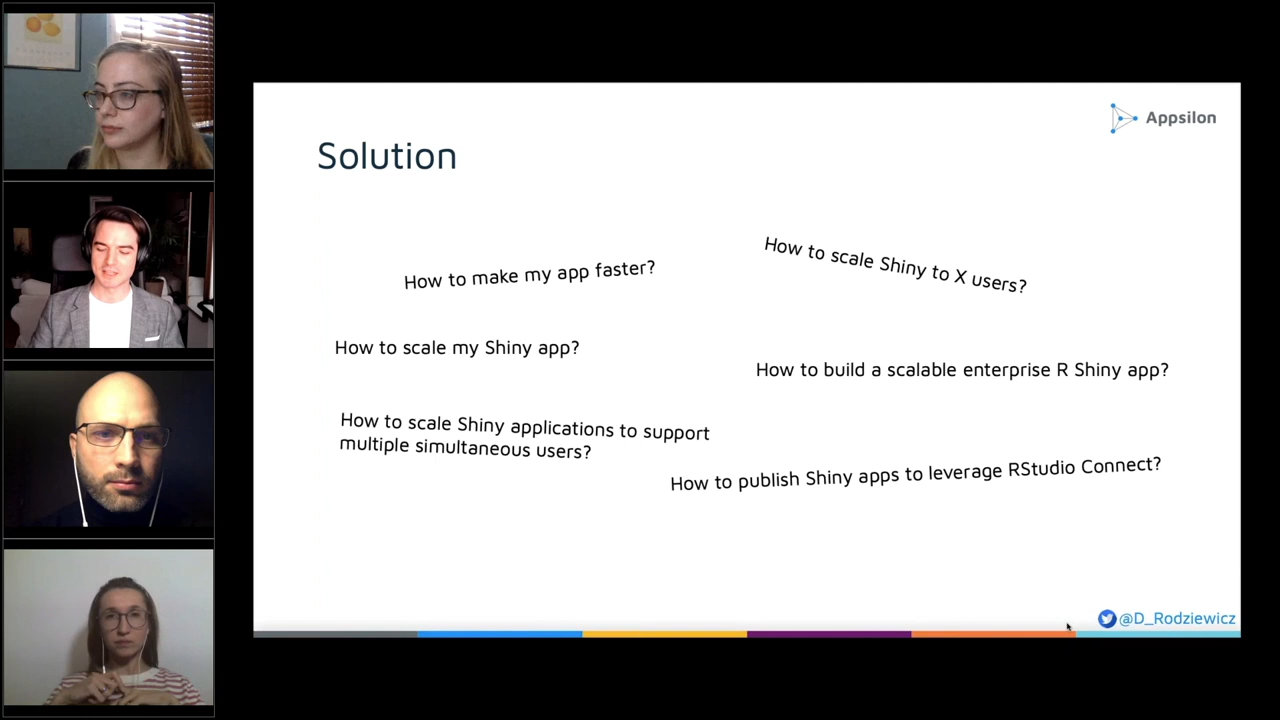 Appsilon
Solution
How to make my app faster?
How to scale Shiny to X users?
How to scale my Shiny app?
How to build a scalable enterprise R Shiny app?
How to scale Shiny applications to support
multiple simultaneous users?
How to publish Shiny apps to leverage RStudio Connect?
@D_Rodziewicz